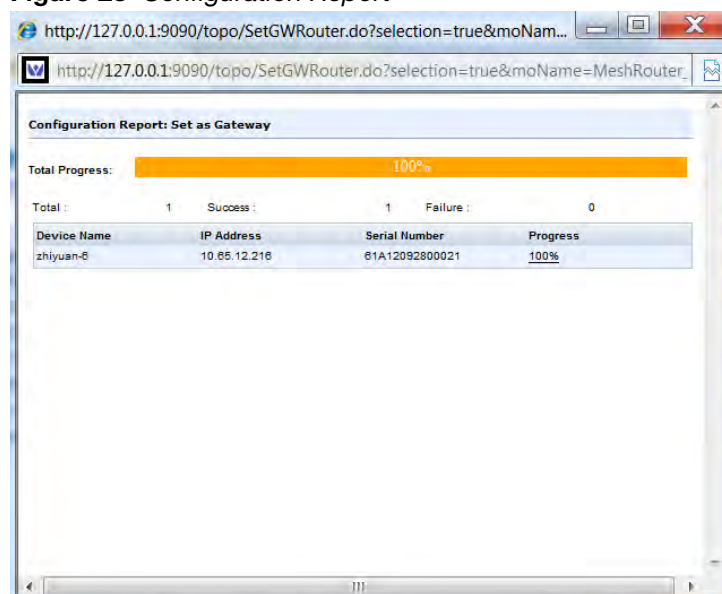 Configuration Report
http://127.0.0.1:9090/topo/SetGWRouter.do?selection=true&moNam...
http://127.0.0.1:9090/topo/SetGWRouter.do?selection=true&moName=MeshRouter_
Configuration Report: Set as Gateway
Total Progress: 100%
Total : 1 Success : 1 Failure : 0
Device Name IP Address Serial Number Progress
zhiyuan-6 10.65.12.216 61A12092800021 100%